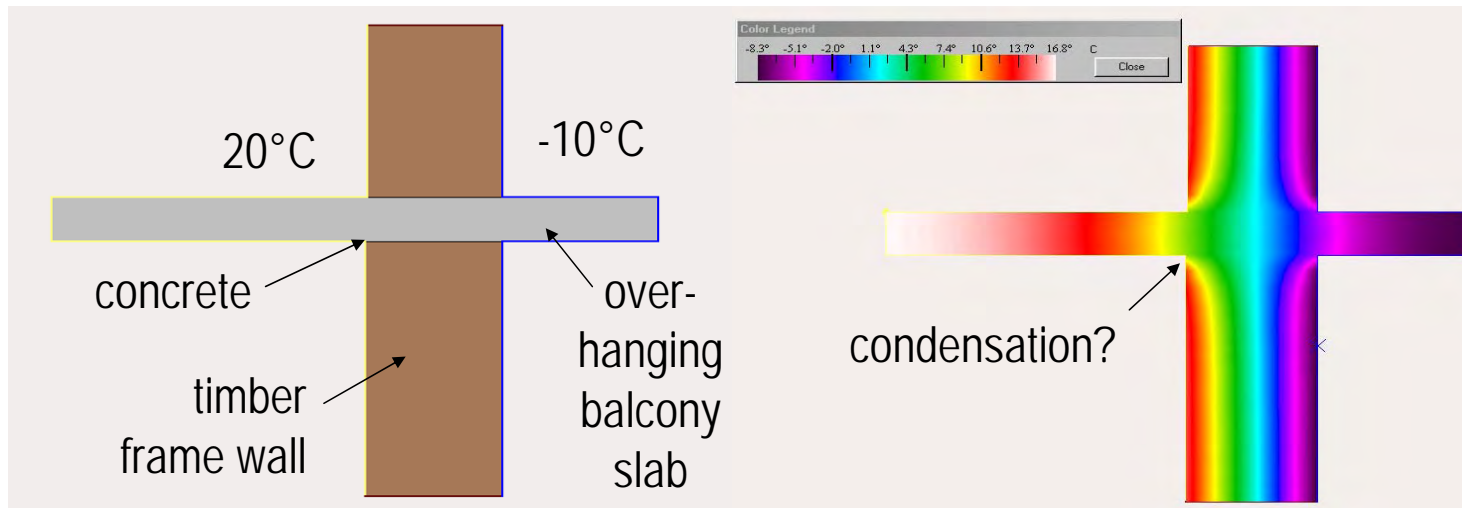 20°C
-10°C
concrete
timber
frame wall
over-
hanging
balcony
slab
Color Legend
-8.3° -5.1° -2.0° 1.1° 4.3° 7.4° 10.6° 13.7° 16.8° C
Close
condensation?